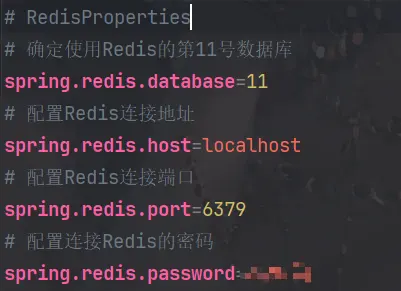 # RedisProperties
# 确定使用Redis的第11号数据库
spring.redis.database=11
# 配置Redis连接地址
spring.redis.host=localhost
# 配置Redis连接端口
spring.redis.port=6379
# 配置连接Redis的密码
spring.redis.password=